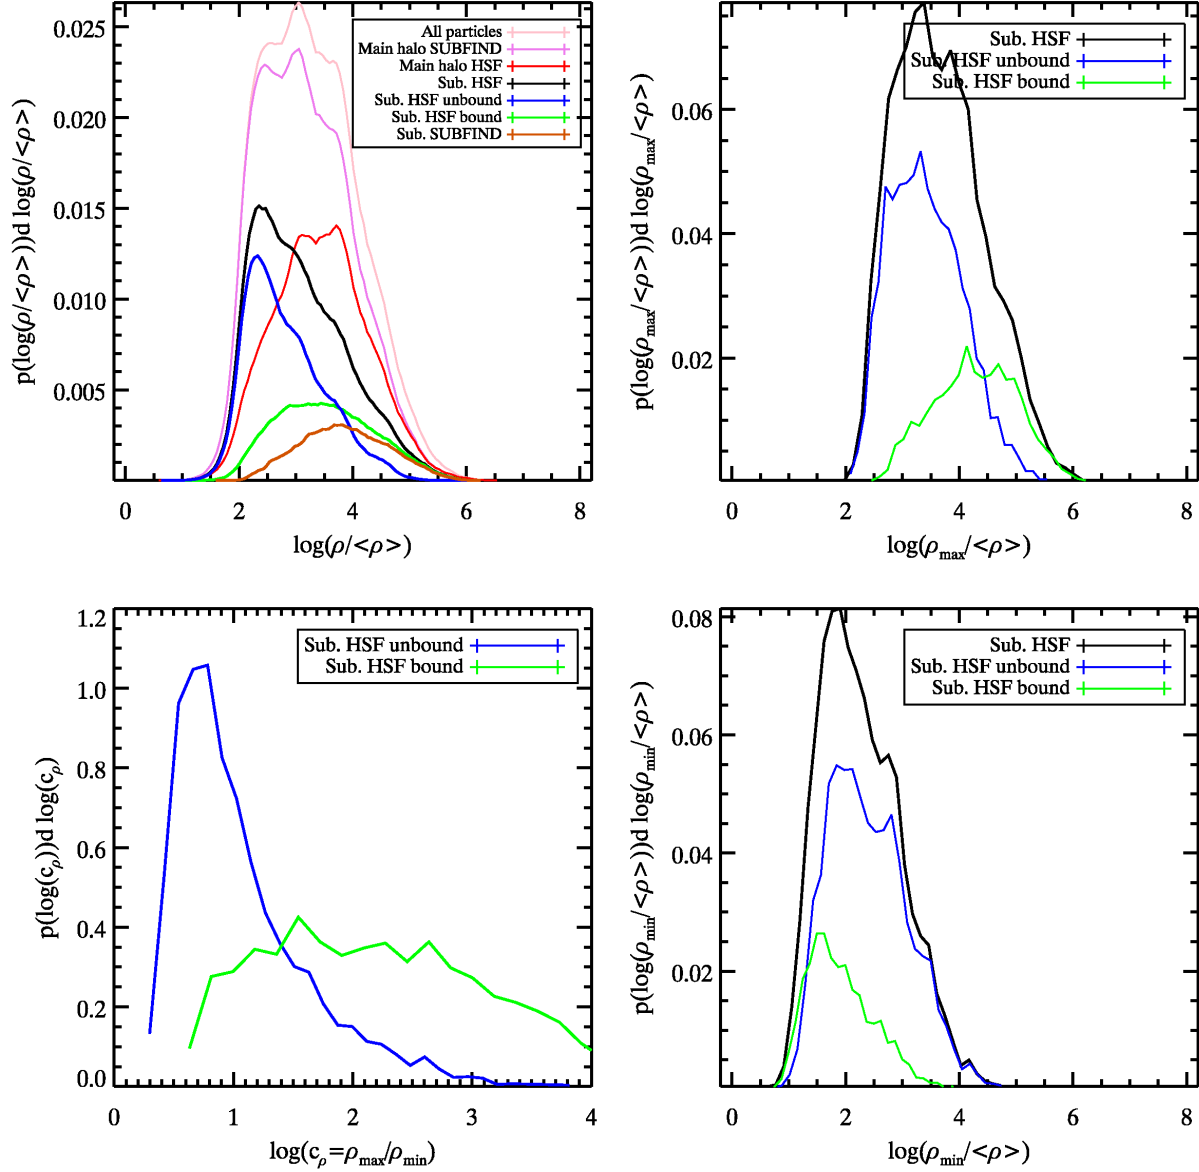 0.025
0.020
0.015
0.010
0.005
p(log(ρ/<ρ>))d log(ρ/<ρ>)
All particles
Main halo SUBFIND
Main halo HSF
Sub. HSF
Sub. HSF unbound
Sub. HSF bound
Sub. SUBFIND
0 2 4 6 8
log(ρ/<ρ>)
0.06
0.04
0.02
p(log(ρmax/<ρ>))d log(ρmax/<ρ>)
Sub. HSF
Sub. HSF unbound
Sub. HSF bound
0 2 4 6 8
log(ρmax/<ρ>)
1.2
1.0
0.8
0.6
0.4
0.2
0.0
p(log(cρ))d log(cρ)
Sub. HSF unbound
Sub. HSF bound
0 1 2 3 4
log(cρ=ρmax/ρmin)
0.08
0.06
0.04
0.02
p(log(ρmin/<ρ>))d log(ρmin/<ρ>)
Sub. HSF
Sub. HSF unbound
Sub. HSF bound
0 2 4 6 8
log(ρmin/<ρ>)